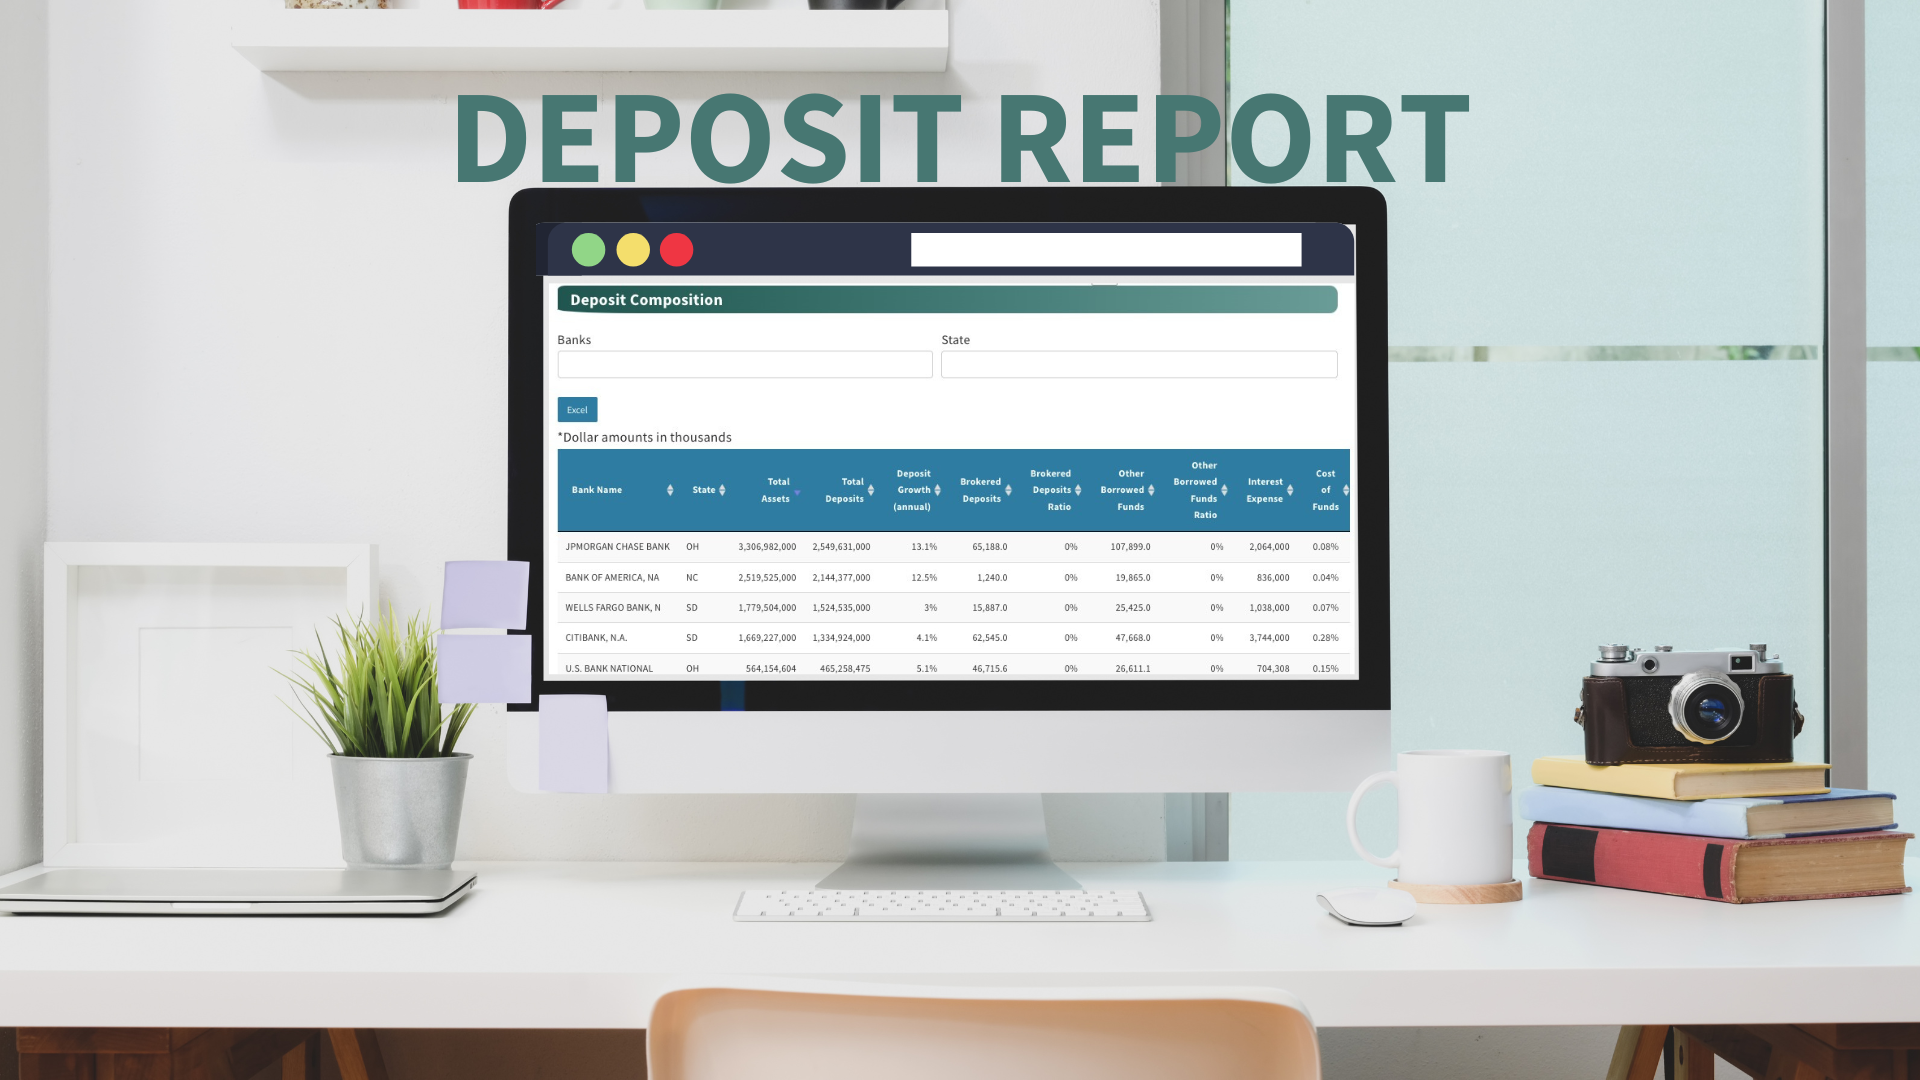 DEPOSIT REPORT
Deposit Composition
Banks State
Excel
*Dollar amounts in thousands
Bank Name State Total Assets Total Deposits Deposit Growth (annual) Brokered Deposits Brokered Deposits Ratio Other Borrowed Funds Other Borrowed Funds Ratio Interest Expense Cost of Funds
JPMORGAN CHASE BANK OH 3,306,982,000 2,549,631,000 13.1% 65,188.0 0% 107,899.0 0% 2,064,000 0.08%
BANK OF AMERICA, NA NC 2,519,525,000 2,144,377,000 12.5% 1,240.0 0% 19,865.0 0% 836,000 0.04%
WELLS FARGO BANK, N SD 1,779,504,000 1,524,535,000 3% 15,887.0 0% 25,425.0 0% 1,038,000 0.07%
CITIBANK, N.A. SD 1,669,227,000 1,334,924,000 4.1% 62,545.0 0% 47,668.0 0% 3,744,000 0.28%
U.S. BANK NATIONAL OH 564,154,604 465,258,475 5.1% 46,715.6 0% 26,611.1 0% 704,308 0.15%